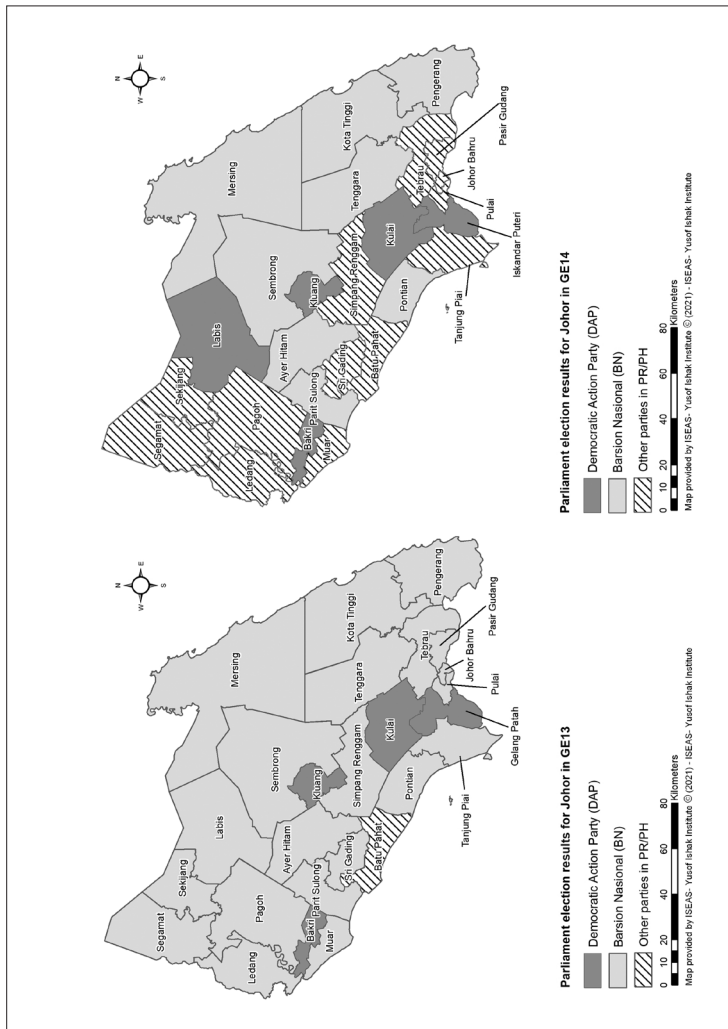 N
E
S
W
Segamat
Sekijang
Labis
Mersing
Ledang
Pagoh
Sembrong
Bakri
Muar
Parit Sulong
Ayer Hitam
Kluang
Sri Gading
Batu Pahat
Simpang Renggam
Tenggara
Kota Tinggi
Kulai
Pontian
Tebrau
Pengerang
Pasir Gudang
Johor Bahru
Pulai
Gelang Patah
Tanjung Piai
Parliament election results for Johor in GE13
Democratic Action Party (DAP)
Barsion Nasional (BN)
Other parties in PR/PH
0 10 20 40 60 80
Kilometers
Map provided by ISEAS- Yusof Ishak Institute © (2021) - ISEAS- Yusof Ishak Institute
N
E
S
W
Segamat
Sekijang
Labis
Mersing
Ledang
Pagoh
Sembrong
Bakri
Muar
Parit Sulong
Ayer Hitam
Kluang
Sri Gading
Batu Pahat
Simpang Renggam
Tenggara
Kota Tinggi
Kulai
Pontian
Tebrau
Pengerang
Pasir Gudang
Johor Bahru
Pulai
Iskandar Puteri
Tanjung Piai
Parliament election results for Johor in GE14
Democratic Action Party (DAP)
Barsion Nasional (BN)
Other parties in PR/PH
0 10 20 40 60 80
Kilometers
Map provided by ISEAS- Yusof Ishak Institute © (2021) - ISEAS- Yusof Ishak Institute